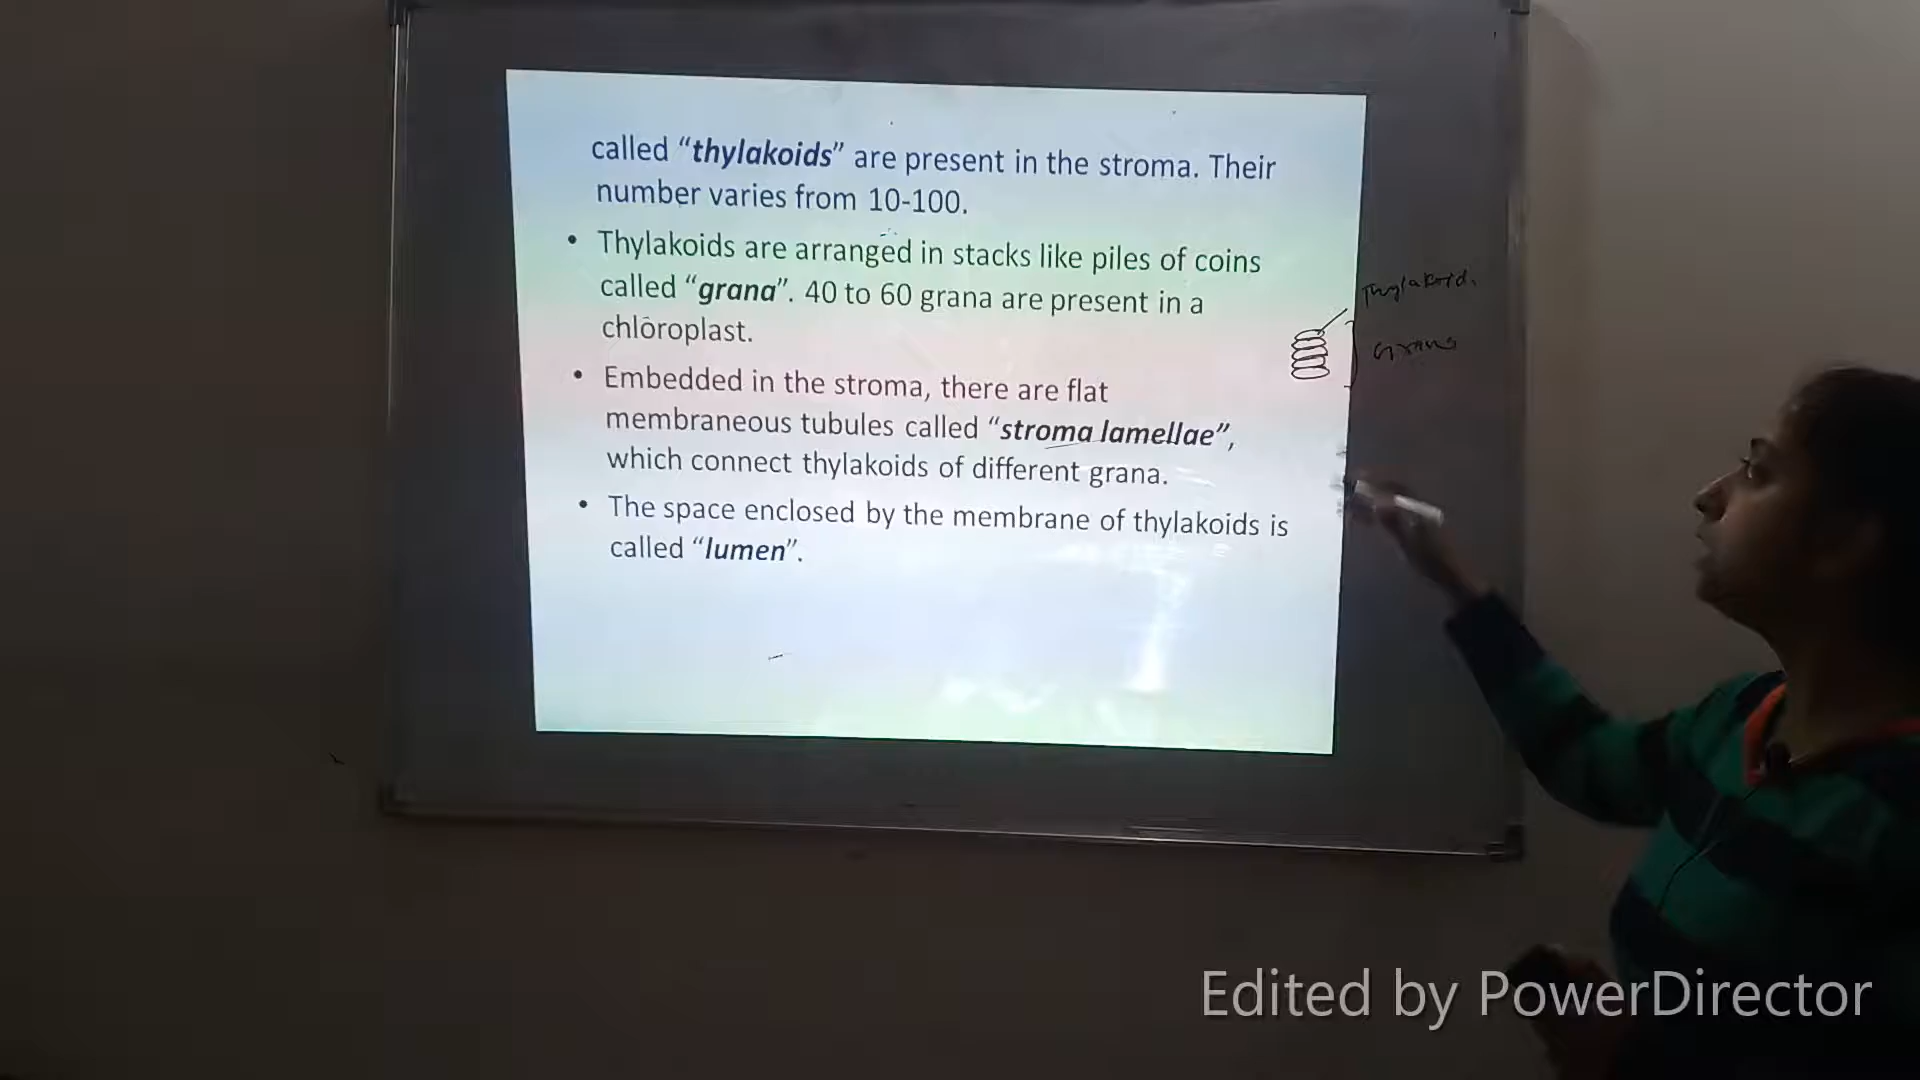 called “thylakoids” are present in the stroma. Their
number varies from 10-100.
• Thylakoids are arranged in stacks like piles of coins
called “grana”. 40 to 60 grana are present in a
chloroplast.
• Embedded in the stroma, there are flat
membraneous tubules called “stroma lamellae”,
which connect thylakoids of different grana.
• The space enclosed by the membrane of thylakoids is
called “lumen”.
Thylakoid.
Grana
Edited by PowerDirector